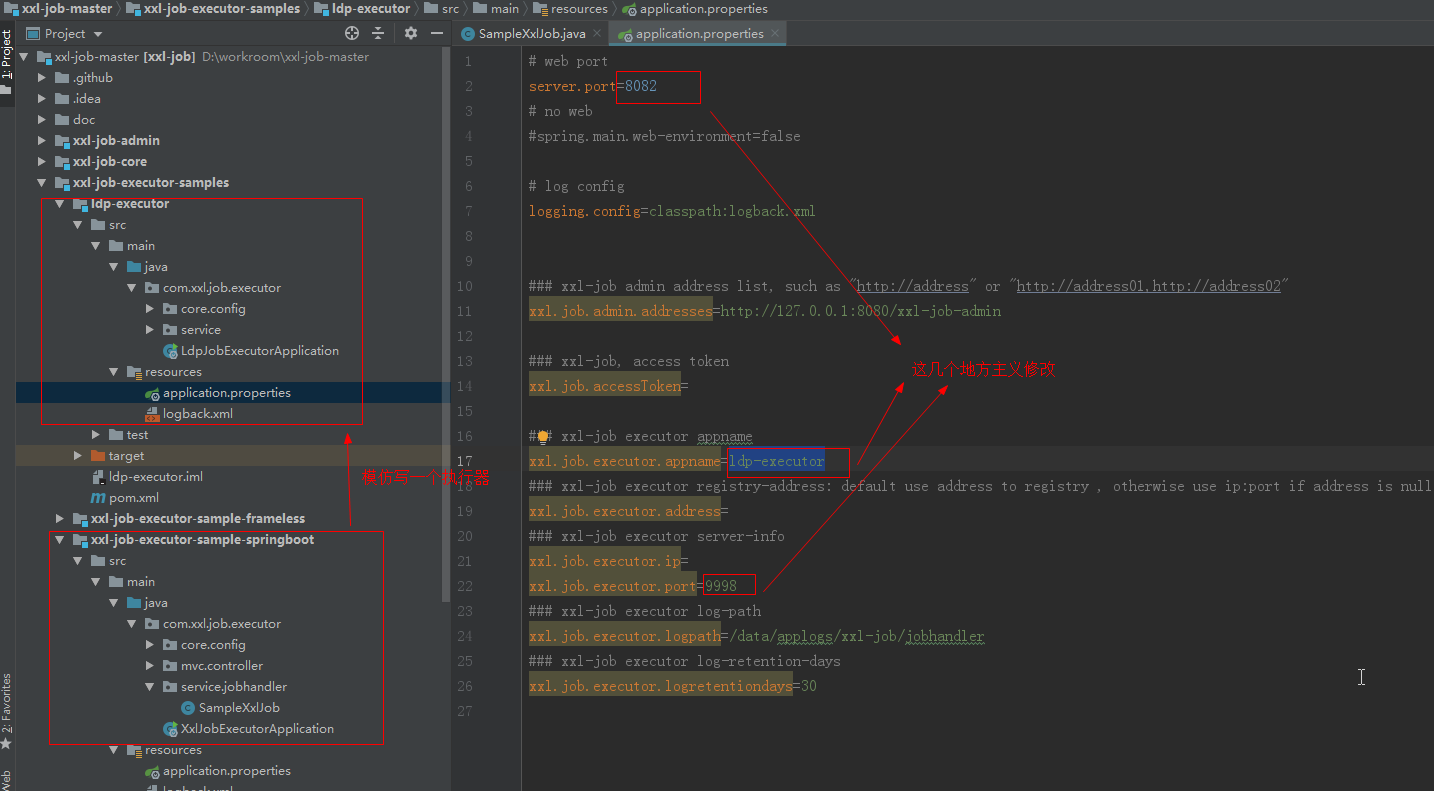 xxl-job-master xxl-job-executor-samples ldp-executor src main resources application.properties
1: Project
2: Favorites
Web
Project
SampleXxlJob.java application.properties
xxl-job-master [xxl-job] D:\workroom\xxl-job-master
.github
.idea
doc
xxl-job-admin
xxl-job-core
xxl-job-executor-samples
ldp-executor
src
main
java
com.xxl.job.executor
core.config
service
LdpJobExecutorApplication
resources
application.properties
logback.xml
test
target
ldp-executor.iml
pom.xml
xxl-job-executor-sample-frameless
xxl-job-executor-sample-springboot
src
main
java
com.xxl.job.executor
core.config
mvc.controller
service.jobhandler
SampleXxlJob
XxlJobExecutorApplication
resources
application.properties
logback.xml
模仿写一个执行器
1 # web port
2 server.port=8082
3 # no web
4 #spring.main.web-environment=false
5
6 # log config
7 logging.config=classpath:logback.xml
8
9
10 ### xxl-job admin address list, such as "http://address" or "http://address01,http://address02"
11 xxl.job.admin.addresses=http://127.0.0.1:8080/xxl-job-admin
12
13 ### xxl-job, access token
14 xxl.job.accessToken=
15
16 ### xxl-job executor appname
17 xxl.job.executor.appname=ldp-executor
18 ### xxl-job executor registry-address: default use address to registry , otherwise use ip:port if address is null
19 xxl.job.executor.address=
20 ### xxl-job executor server-info
21 xxl.job.executor.ip=
22 xxl.job.executor.port=9998
23 ### xxl-job executor log-path
24 xxl.job.executor.logpath=/data/applogs/xxl-job/jobhandler
25 ### xxl-job executor log-retention-days
26 xxl.job.executor.logretentiondays=30
27
这几个地方主义修改